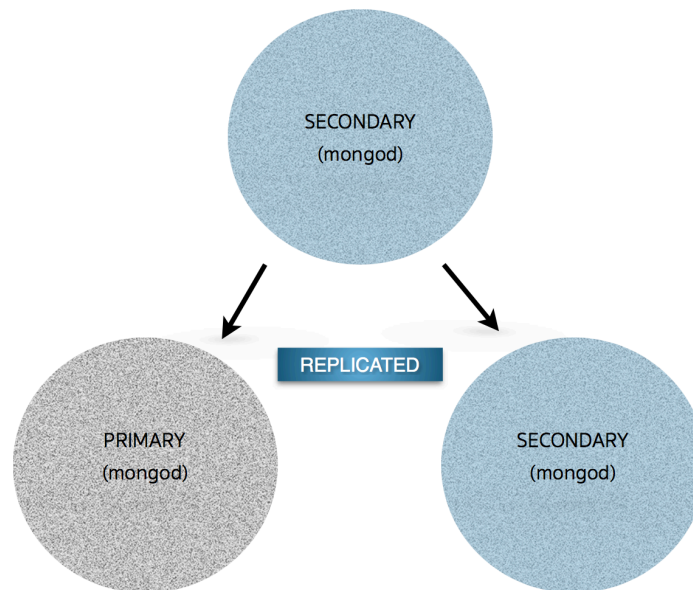 SECONDARY
(mongod)
REPLICATED
PRIMARY
(mongod)
SECONDARY
(mongod)